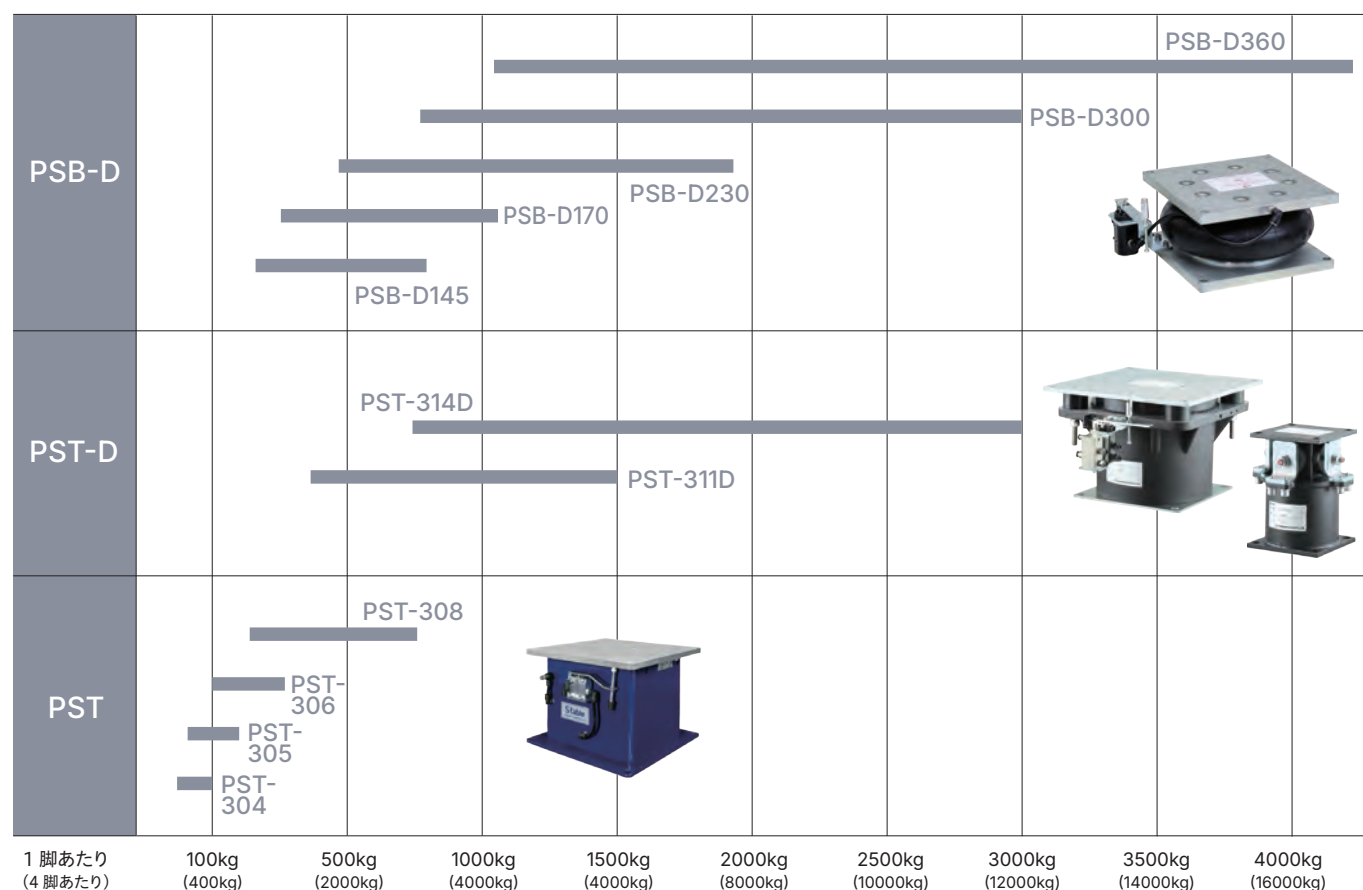 PSB-D360
PSB-D300
PSB-D
PSB-D230
PSB-D170
PSB-D145
PST-314D
PST-D
PST-311D
PST-308
PST-
306
PST
PST-
305
PST-
304
1 脚あたり 100kg 500kg 1000kg 1500kg 2000kg 2500kg 3000kg 3500kg 4000kg
(4 脚あたり) (400kg) (2000kg) (4000kg) (4000kg) (8000kg) (10000kg) (12000kg) (14000kg) (16000kg)